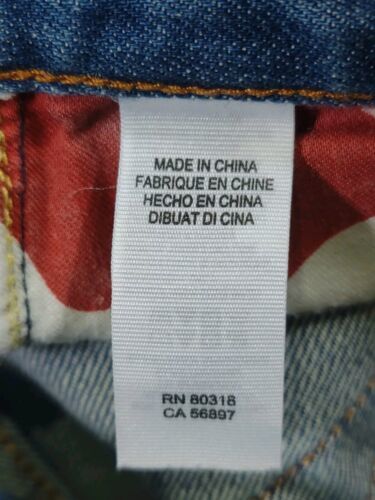 MADE IN CHINA
FABRIQUE EN CHINE
HECHO EN CHINA
DIBUAT DI CINA
RN 80318
CA 56897